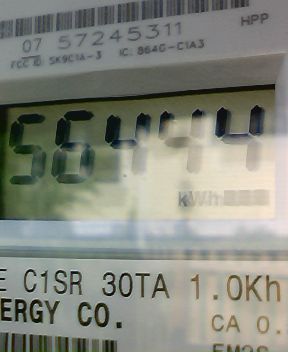 HPP
07 57245311
FCC ID: SK9C1A-3 IC: 864G-C1A3
56444
kWh
E C1SR 30TA 1.0Kh
ERGY CO.
CA 0.